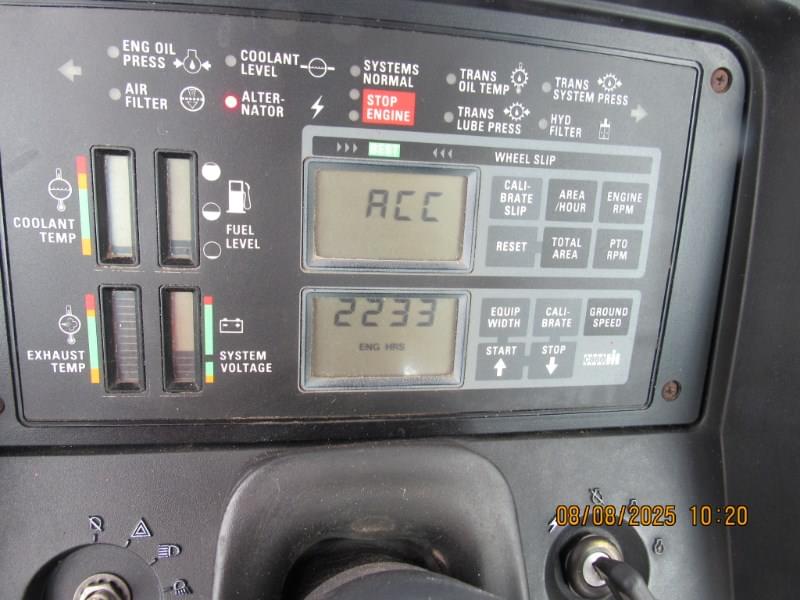 ENG OIL
PRESS
COOLANT
LEVEL
SYSTEMS
NORMAL
TRANS
OIL TEMP
TRANS
SYSTEM PRESS
AIR
FILTER
ALTER-
NATOR
STOP
ENGINE
TRANS
LUBE PRESS
HYD
FILTER
BEST
WHEEL SLIP
COOLANT
TEMP
FUEL
LEVEL
ACC
CALI-
BRATE
SLIP
AREA
/HOUR
ENGINE
RPM
RESET
TOTAL
AREA
PTO
RPM
EXHAUST
TEMP
SYSTEM
VOLTAGE
2233
ENG HRS
EQUIP
WIDTH
CALI-
BRATE
GROUND
SPEED
START
STOP
08/08/2025 10:20